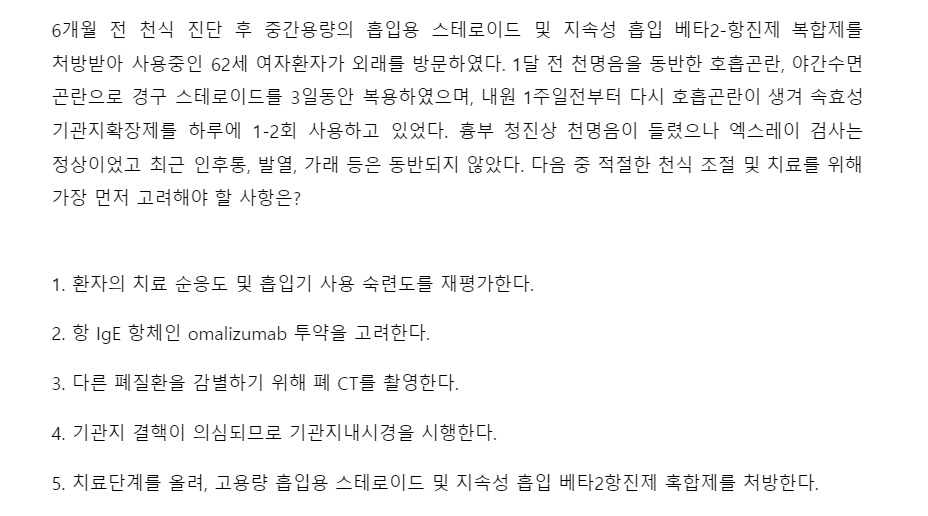 6개월 전 천식 진단 후 중간용량의 흡입용 스테로이드 및 지속성 흡입 베타2-항진제 복합제를
처방받아 사용중인 62세 여자환자가 외래를 방문하였다. 1달 전 천명음을 동반한 호흡곤란, 야간수면
곤란으로 경구 스테로이드를 3일동안 복용하였으며, 내원 1주일전부터 다시 호흡곤란이 생겨 속효성
기관지확장제를 하루에 1-2회 사용하고 있었다. 흉부 청진상 천명음이 들렸으나 엑스레이 검사는
정상이었고 최근 인후통, 발열, 가래 등은 동반되지 않았다. 다음 중 적절한 천식 조절 및 치료를 위해
가장 먼저 고려해야 할 사항은?
1. 환자의 치료 순응도 및 흡입기 사용 숙련도를 재평가한다.
2. 항 IgE 항체인 omalizumab 투약을 고려한다.
3. 다른 폐질환을 감별하기 위해 폐 CT를 촬영한다.
4. 기관지 결핵이 의심되므로 기관지내시경을 시행한다.
5. 치료단계를 올려, 고용량 흡입용 스테로이드 및 지속성 흡입 베타2항진제 혹합제를 처방한다.